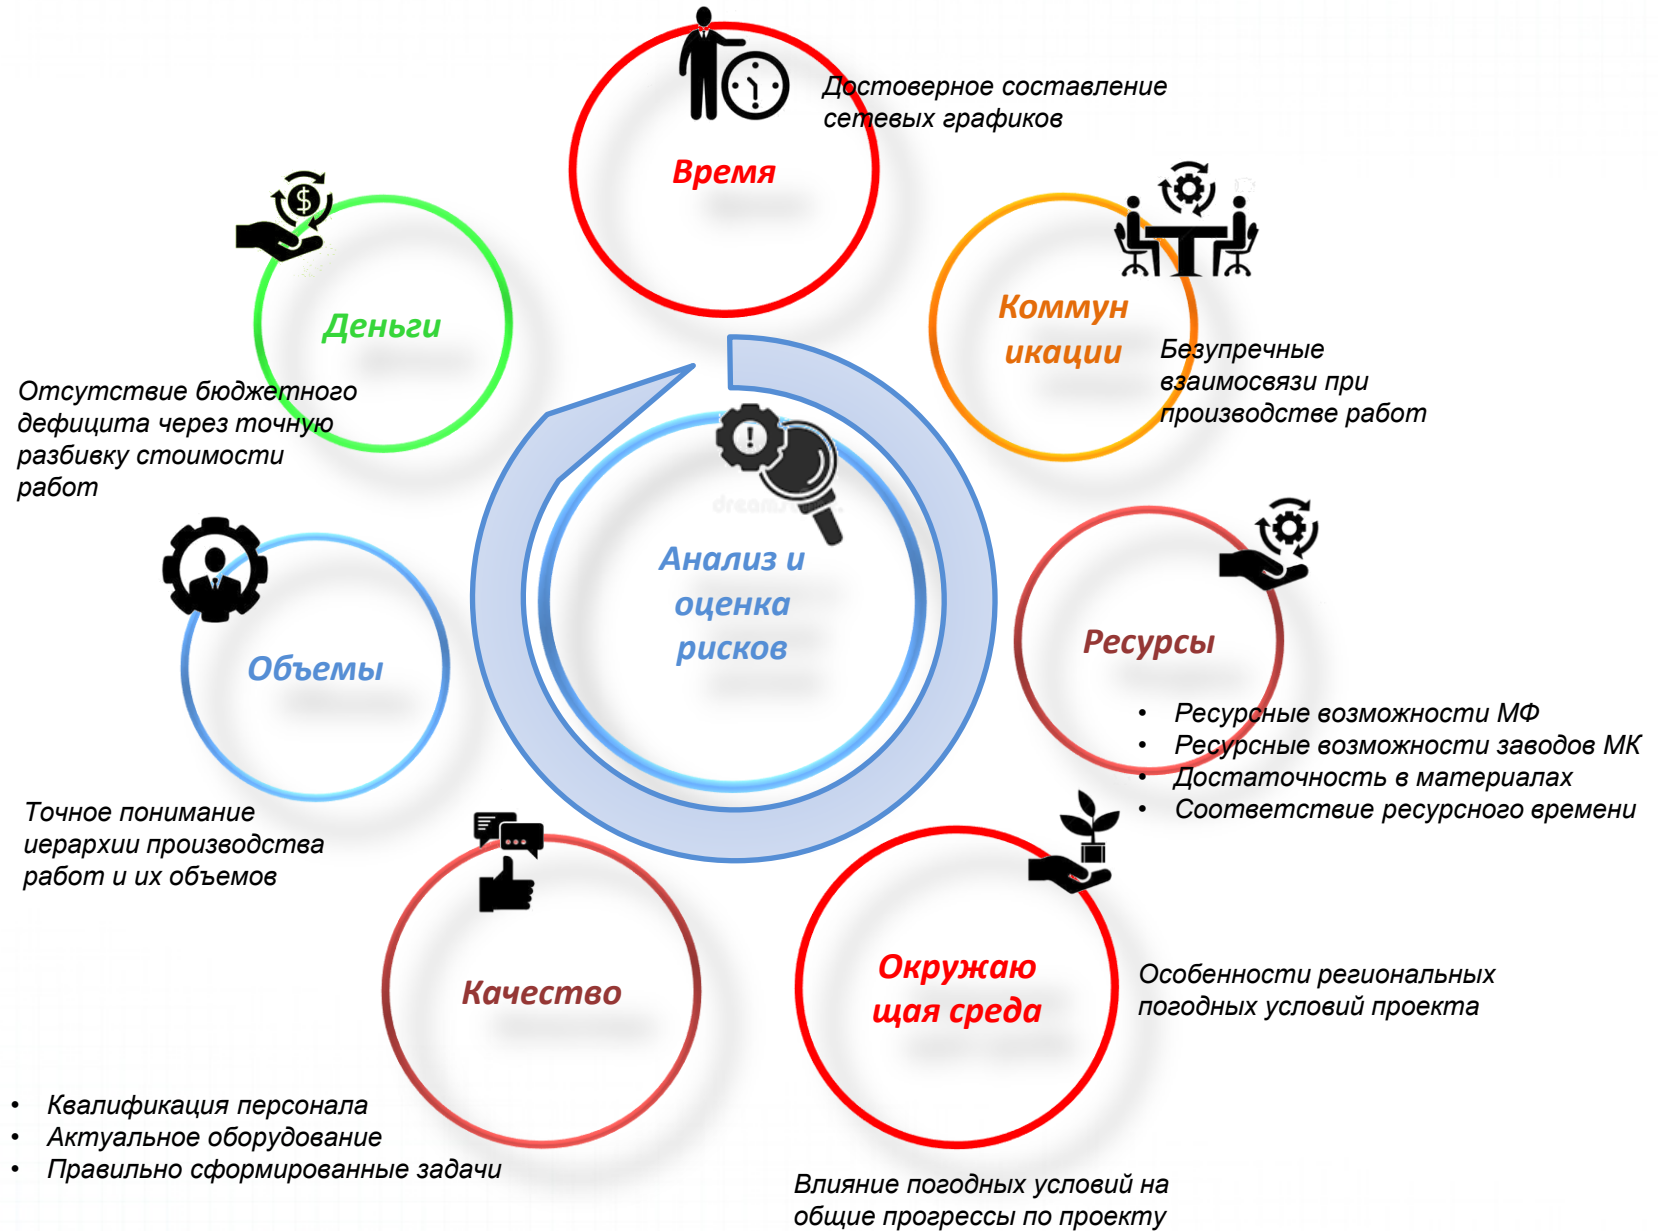 Время
Достоверное составление
сетевых графиков
Коммун
икации
Безупречные
взаимосвязи при
производстве работ
Деньги
Отсутствие бюджетного
дефицита через точную
разбивку стоимости
работ
Анализ и
оценка
рисков
Ресурсы
• Ресурсные возможности МФ
• Ресурсные возможности заводов МК
• Достаточность в материалах
• Соответствие ресурсного времени
Объемы
Точное понимание
иерархии производства
работ и их объемов
Окружаю
щая среда
Особенности региональных
погодных условий проекта
Влияние погодных условий на
общие прогрессы по проекту
Качество
• Квалификация персонала
• Актуальное оборудование
• Правильно сформированные задачи